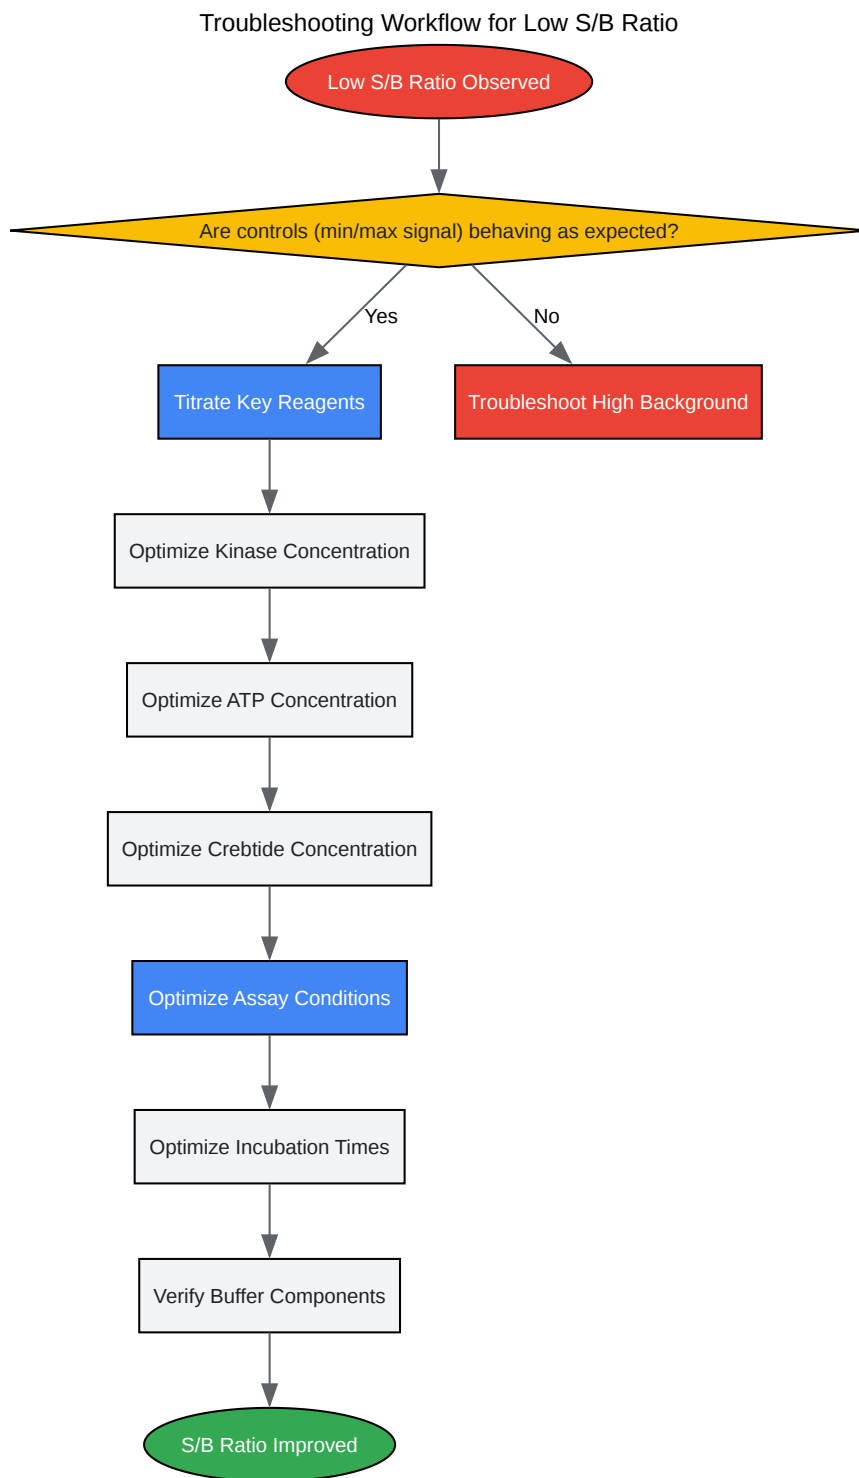 Troubleshooting Workflow for Low S/B Ratio
Low S/B Ratio Observed
Are controls (min/max signal) behaving as expected?
Yes
No
Titrate Key Reagents
Troubleshoot High Background
Optimize Kinase Concentration
Optimize ATP Concentration
Optimize Crebtide Concentration
Optimize Assay Conditions
Optimize Incubation Times
Verify Buffer Components
S/B Ratio Improved